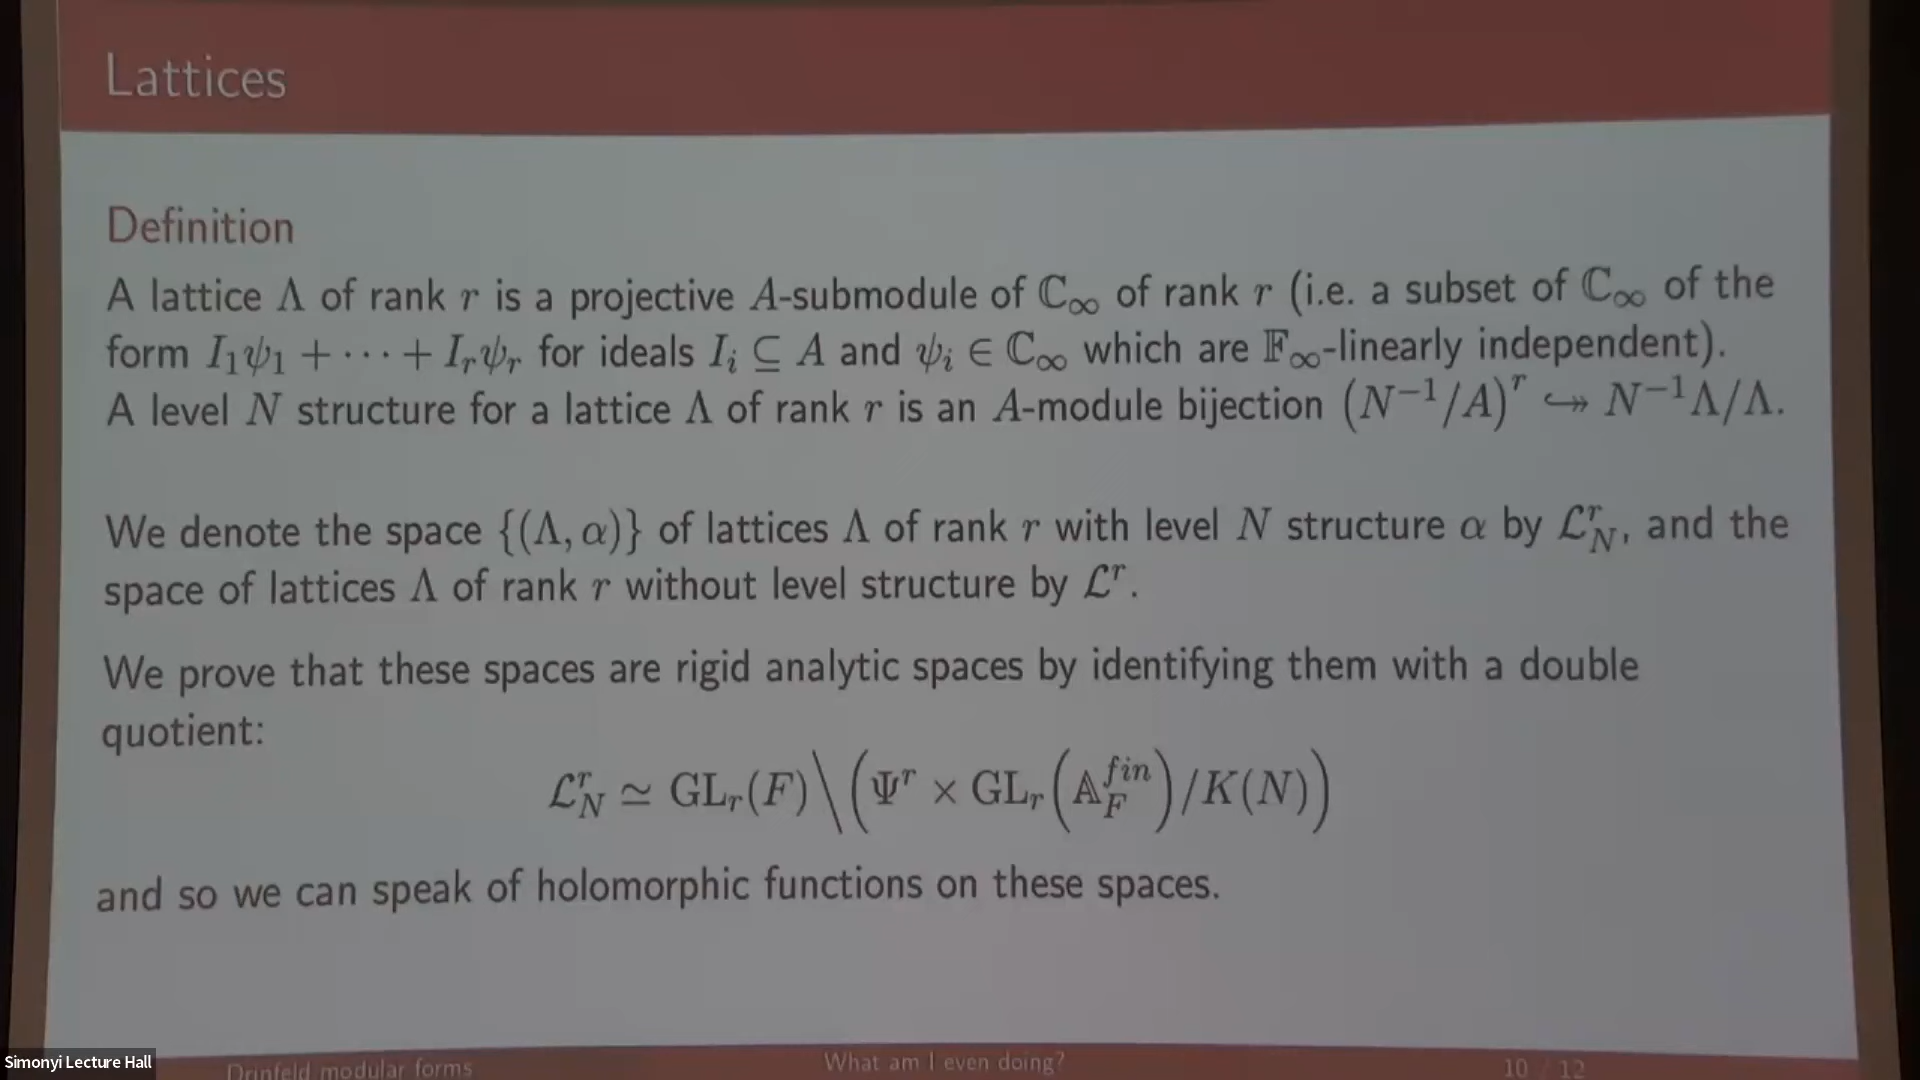 Lattices
Definition
A lattice Λ of rank r is a projective A-submodule of ℂ∞ of rank r (i.e. a subset of ℂ∞ of the
form I₁ψ₁ + ⋯ + Iᵣψᵣ for ideals Iᵢ ⊆ A and ψᵢ ∈ ℂ∞ which are 𝔽∞-linearly independent).
A level N structure for a lattice Λ of rank r is an A-module bijection (N⁻¹/A)ʳ ↪↠ N⁻¹Λ/Λ.
We denote the space {(Λ, α)} of lattices Λ of rank r with level N structure α by ℒ_N^r, and the
space of lattices Λ of rank r without level structure by ℒʳ.
We prove that these spaces are rigid analytic spaces by identifying them with a double
quotient:
ℒ_N^r ≃ GLᵣ(F)\(Ψʳ × GLᵣ(𝔸_F^{fin})/K(N))
and so we can speak of holomorphic functions on these spaces.
Simonyi Lecture Hall
Drinfeld modular forms
What am I even doing?
10 / 12